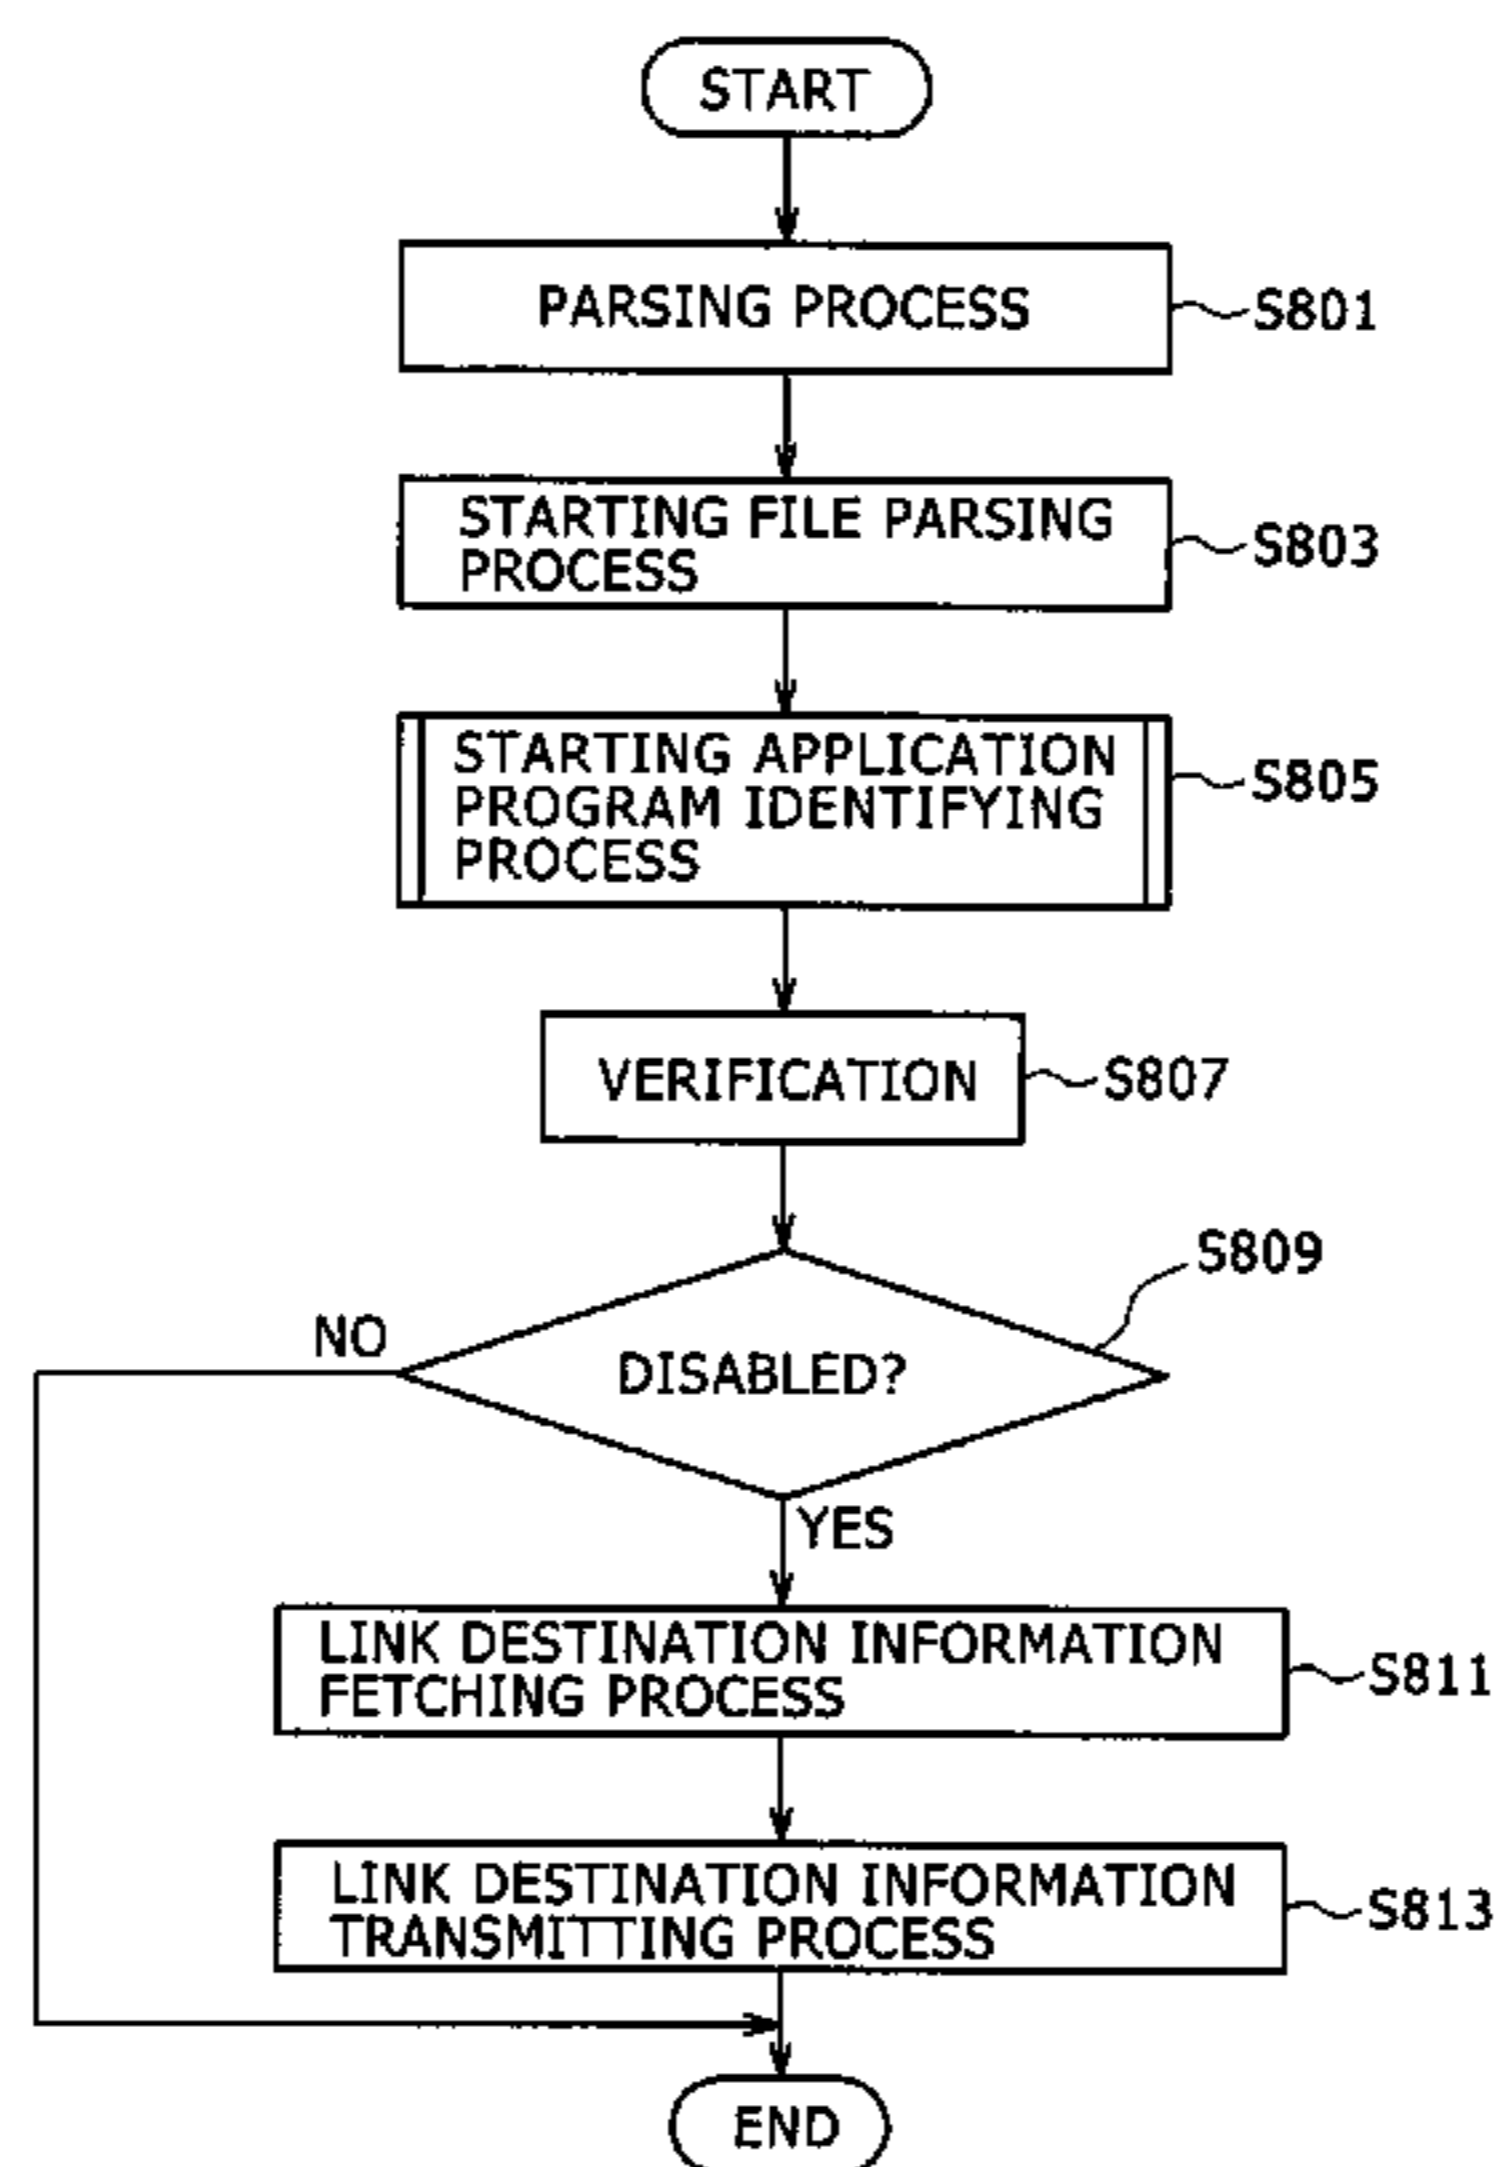 START
PARSING PROCESS
S801
STARTING FILE PARSING
PROCESS
S803
STARTING APPLICATION
PROGRAM IDENTIFYING
PROCESS
S805
VERIFICATION
S807
S809
NO
DISABLED?
YES
LINK DESTINATION INFORMATION
FETCHING PROCESS
S811
LINK DESTINATION INFORMATION
TRANSMITTING PROCESS
S813
END